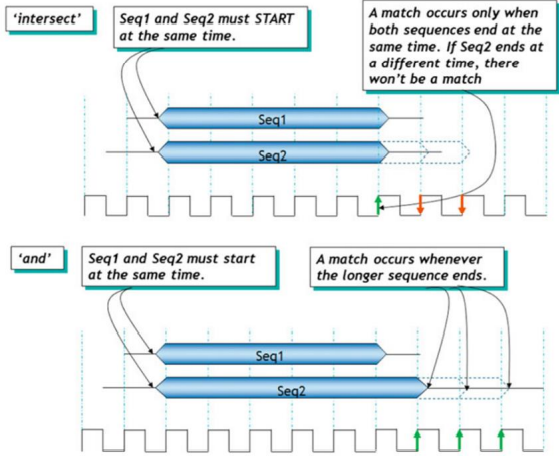 'intersect'
Seq1 and Seq2 must START
at the same time.
A match occurs only when
both sequences end at the
same time. If Seq2 ends at
a different time, there
won't be a match
Seq1
Seq2
'and'
Seq1 and Seq2 must start
at the same time.
A match occurs whenever
the longer sequence ends.
Seq1
Seq2